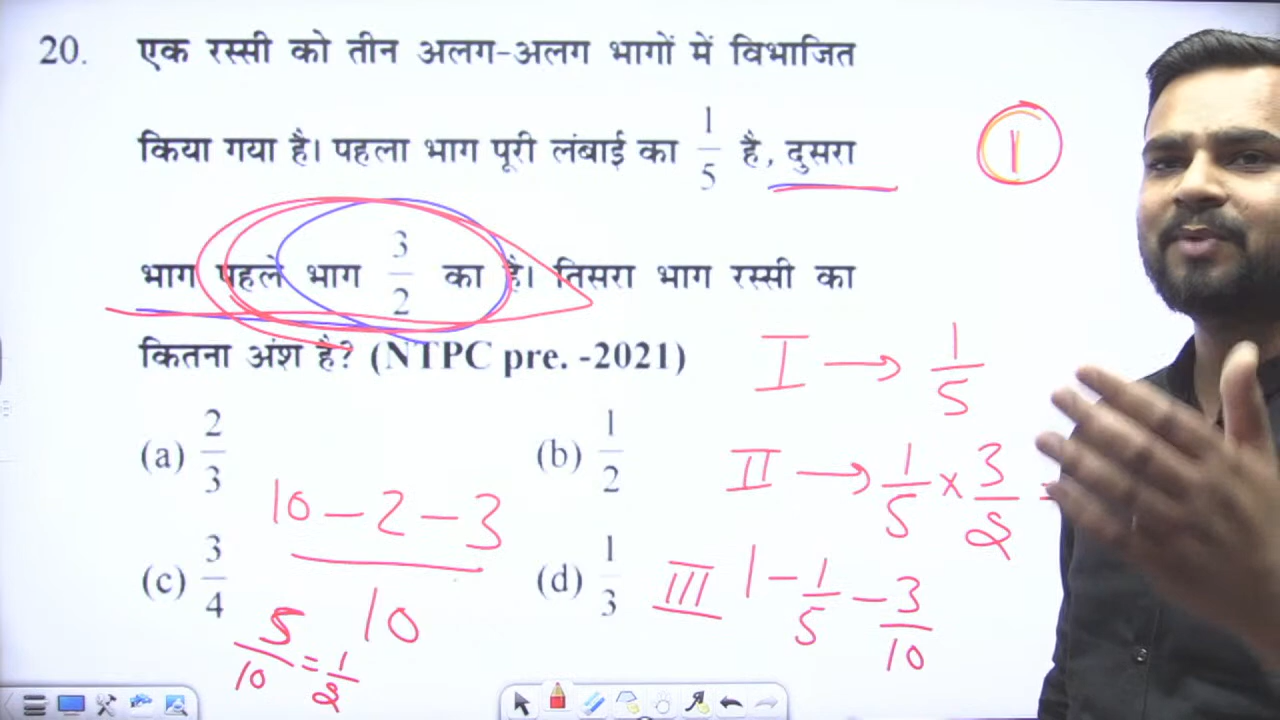 20. एक रस्सी को तीन अलग-अलग भागों में विभाजित
किया गया है। पहला भाग पूरी लंबाई का 1/5 है, दुसरा
भाग पहले भाग 3/2 का है। तिसरा भाग रस्सी का
कितना अंश है? (NTPC pre. -2021)
(a) 2/3 (b) 1/2
(c) 3/4 (d) 1/3
1
I → 1/5
II → 1/5 × 3/2
III 1 - 1/5 - 3/10
10 - 2 - 3 / 10
5/10 = 1/2